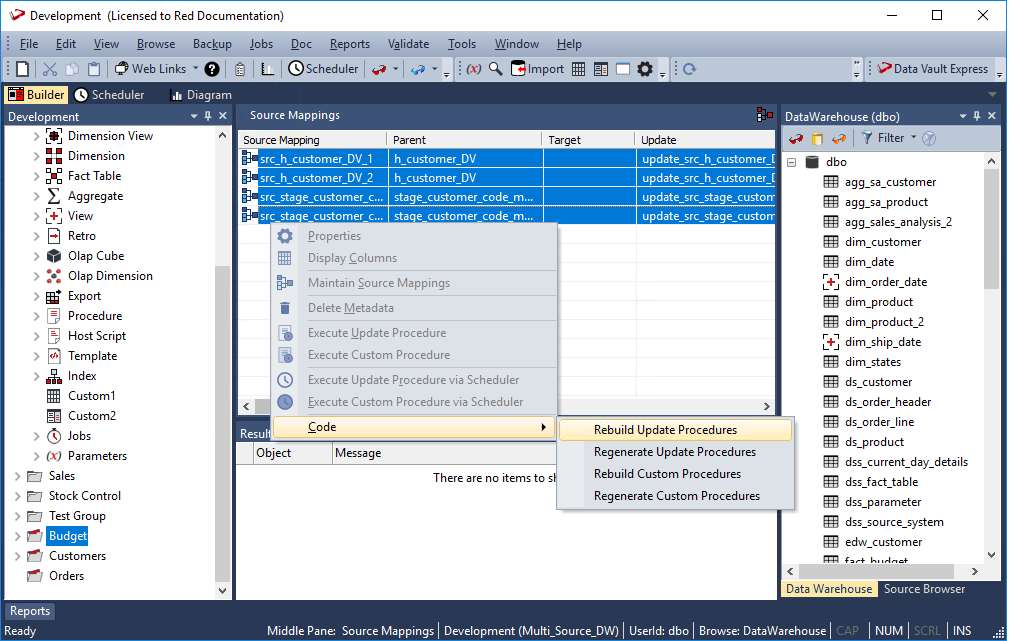 Development (Licensed to Red Documentation)
File Edit View Browse Backup Jobs Doc Reports Validate Tools Window Help
Web Links Scheduler (x) Import Data Vault Express
Builder Scheduler Diagram
Development
Dimension View
Dimension
Fact Table
Aggregate
View
Retro
Olap Cube
Olap Dimension
Export
Procedure
Host Script
Template
Index
Custom1
Custom2
Jobs
(x) Parameters
Sales
Stock Control
Test Group
Budget
Customers
Orders
Source Mappings
Source Mapping Parent Target Update
src_h_customer_DV_1 h_customer_DV update_src_h_customer_D
src_h_customer_DV_2 h_customer_DV update_src_h_customer_D
src_stage_customer_c... stage_customer_code_m... update_src_stage_custom
src_stage_customer_c... stage_customer_code_m... update_src_stage_custom
Properties
Display Columns
Maintain Source Mappings
Delete Metadata
Execute Update Procedure
Execute Custom Procedure
Execute Update Procedure via Scheduler
Execute Custom Procedure via Scheduler
Code
Rebuild Update Procedures
Regenerate Update Procedures
Rebuild Custom Procedures
Regenerate Custom Procedures
Result
Object Message
There are no items to sh
DataWarehouse (dbo)
Filter
dbo
agg_sa_customer
agg_sa_product
agg_sales_analysis_2
dim_customer
dim_date
dim_order_date
dim_product
dim_product_2
dim_ship_date
dim_states
ds_customer
ds_order_header
ds_order_line
ds_product
dss_current_day_details
dss_fact_table
dss_parameter
dss_source_system
edw_customer
fact_budget
Data Warehouse Source Browser
Reports
Ready Middle Pane: Source Mappings Development (Multi_Source_DW) UserId: dbo Browse: DataWarehouse CAP NUM SCRL INS